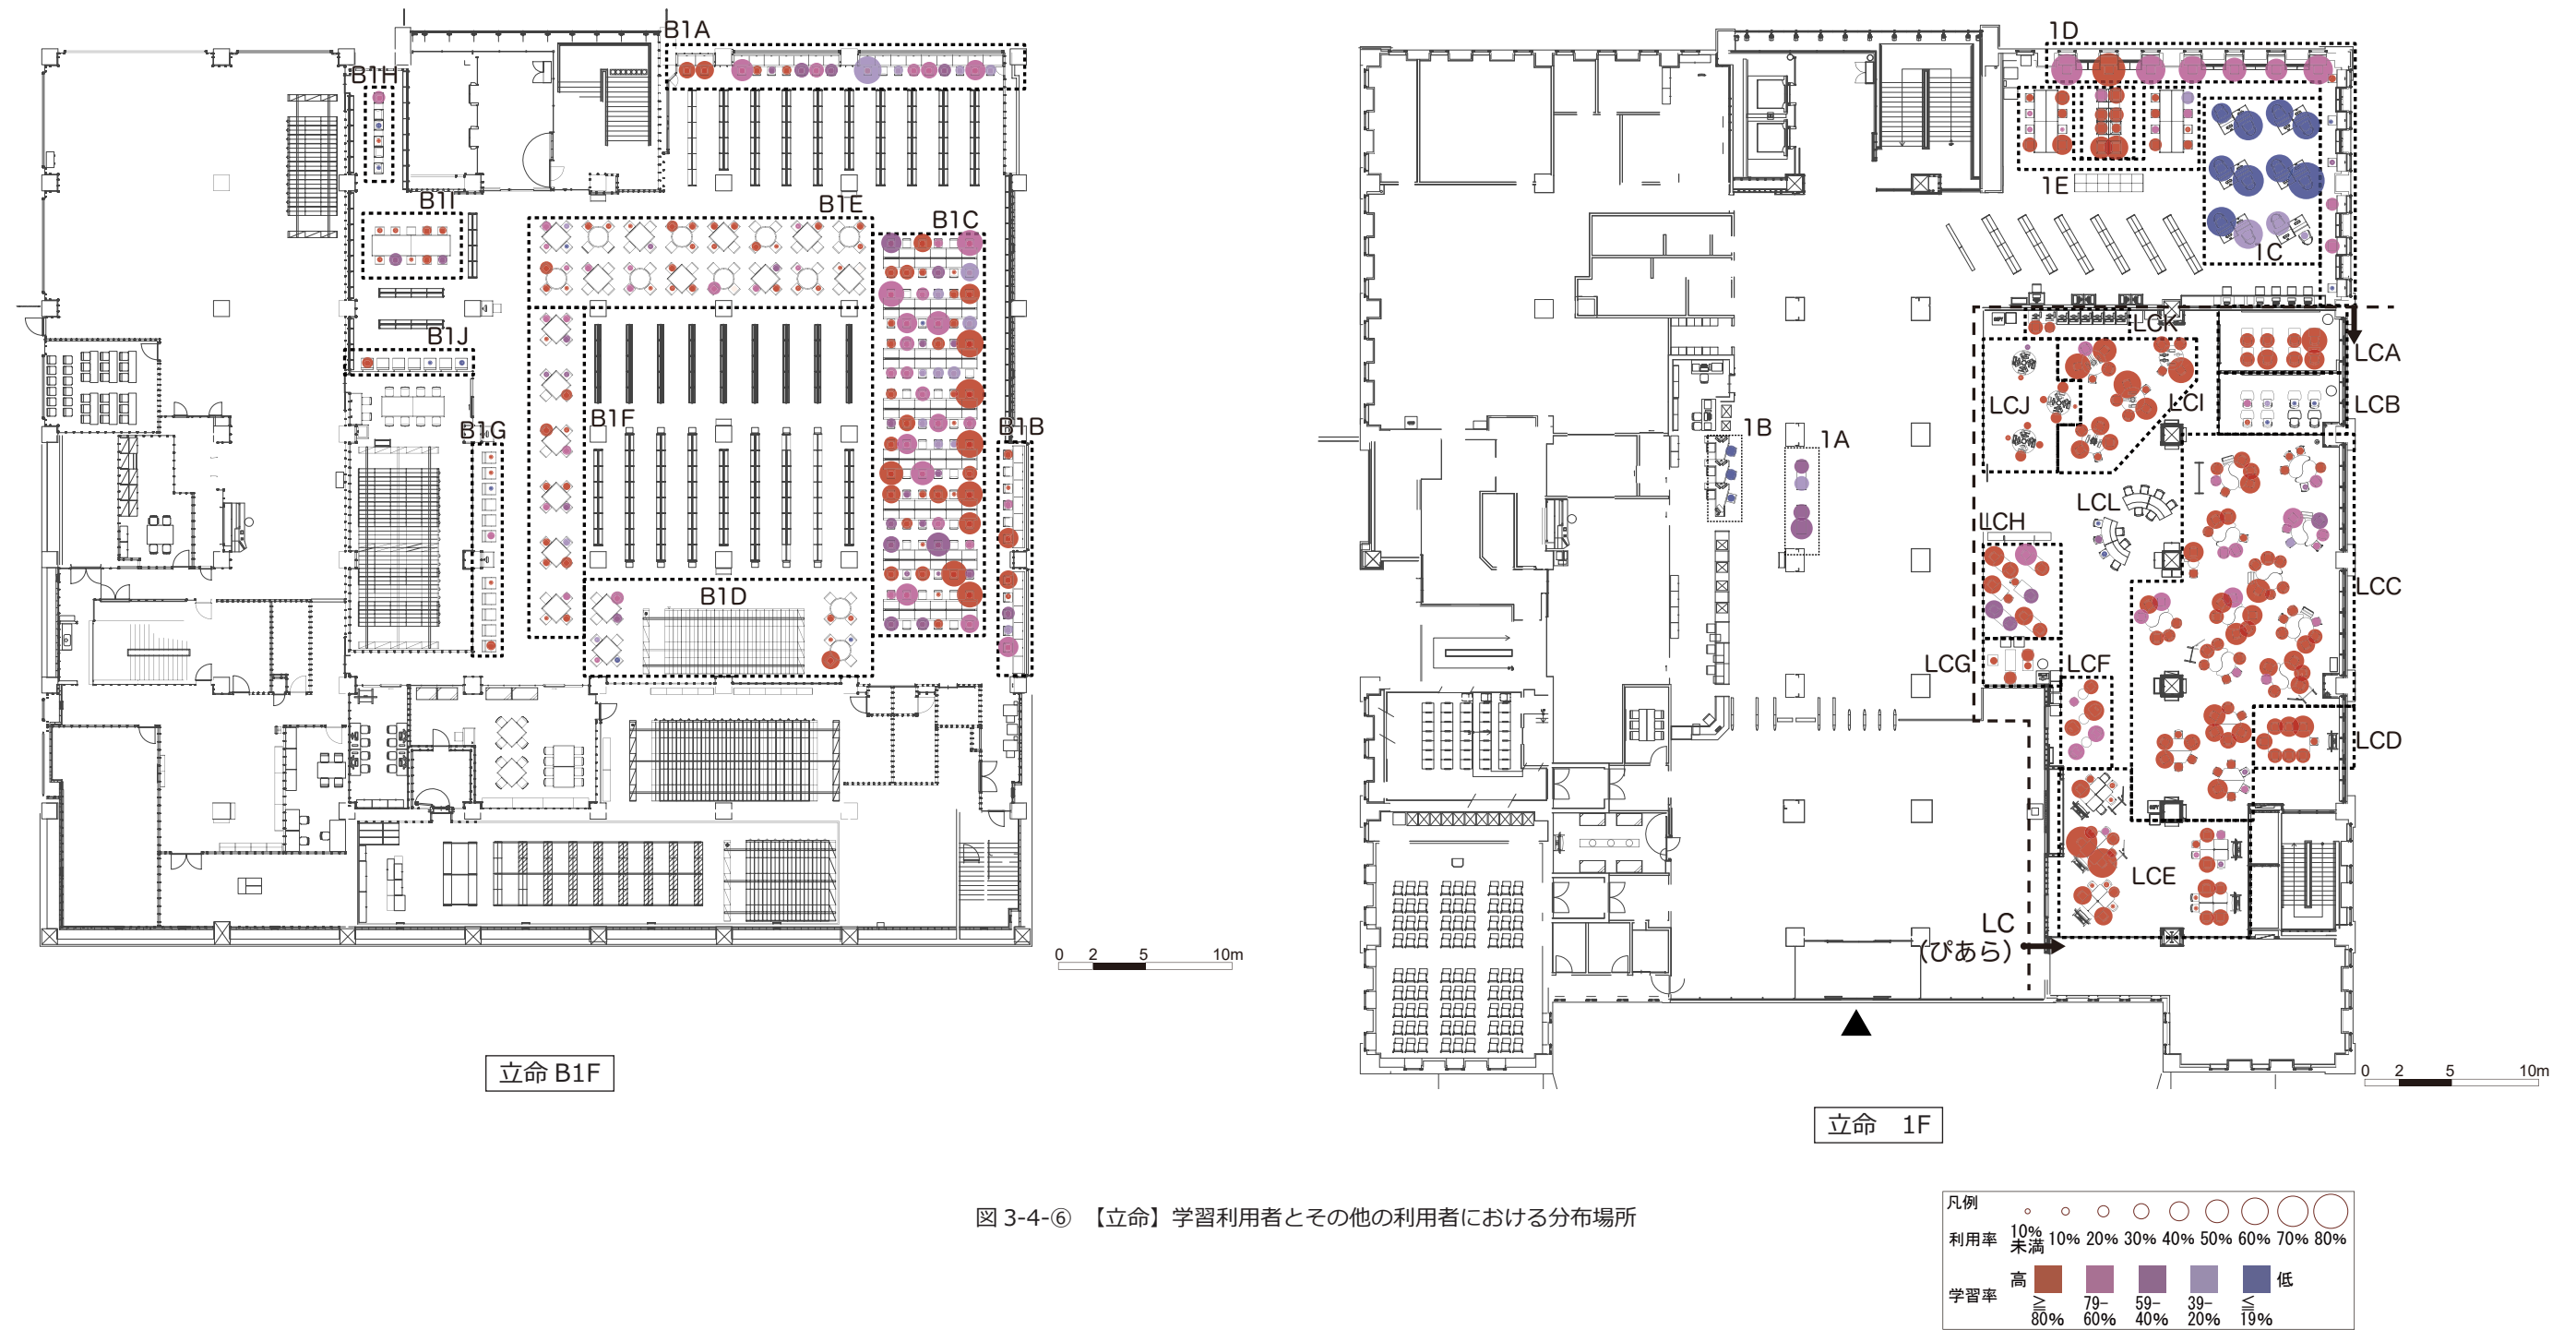 B1A
B1H
B1I
B1E
B1C
B1J
B1F
B1G
B1B
B1D
0 2 5 10m
立命 B1F
1D
1E
1C
LCK
LCA
LCJ
LCI
LCB
1B
1A
LCL
LCH
LCC
LCG
LCF
LCD
LCE
LC
(ぴあら)
0 2 5 10m
立命 1F
図 3-4-⑥ 【立命】学習利用者とその他の利用者における分布場所
凡例
利用率 10%未満 10% 20% 30% 40% 50% 60% 70% 80%
高 低
学習率 ≧80% 79-60% 59-40% 39-20% ≦19%